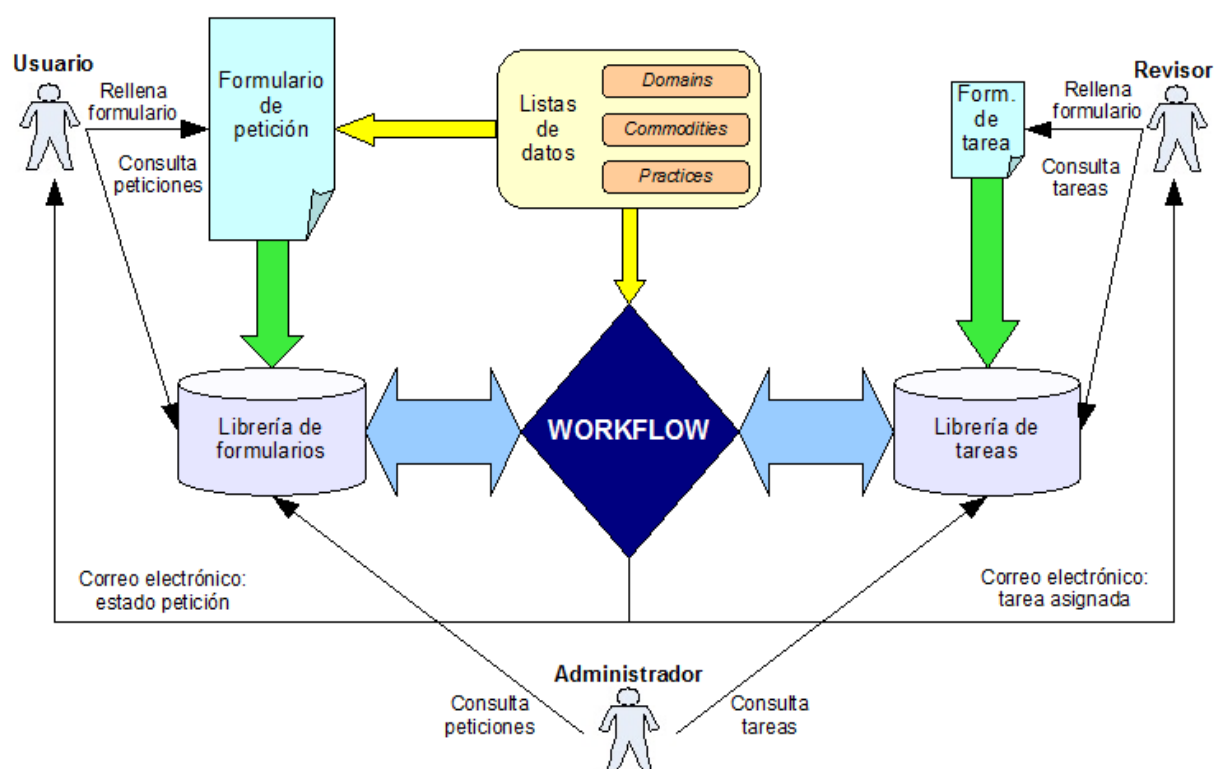 Usuario
Rellena
formulario
Consulta
peticiones
Formulario
de
petición
Listas
de
datos
Domains
Commodities
Practices
Form.
de
tarea
Revisor
Rellena
formulario
Consulta
tareas
Librería de
formularios
WORKFLOW
Librería de
tareas
Correo electrónico:
estado petición
Correo electrónico:
tarea asignada
Administrador
Consulta
peticiones
Consulta
tareas